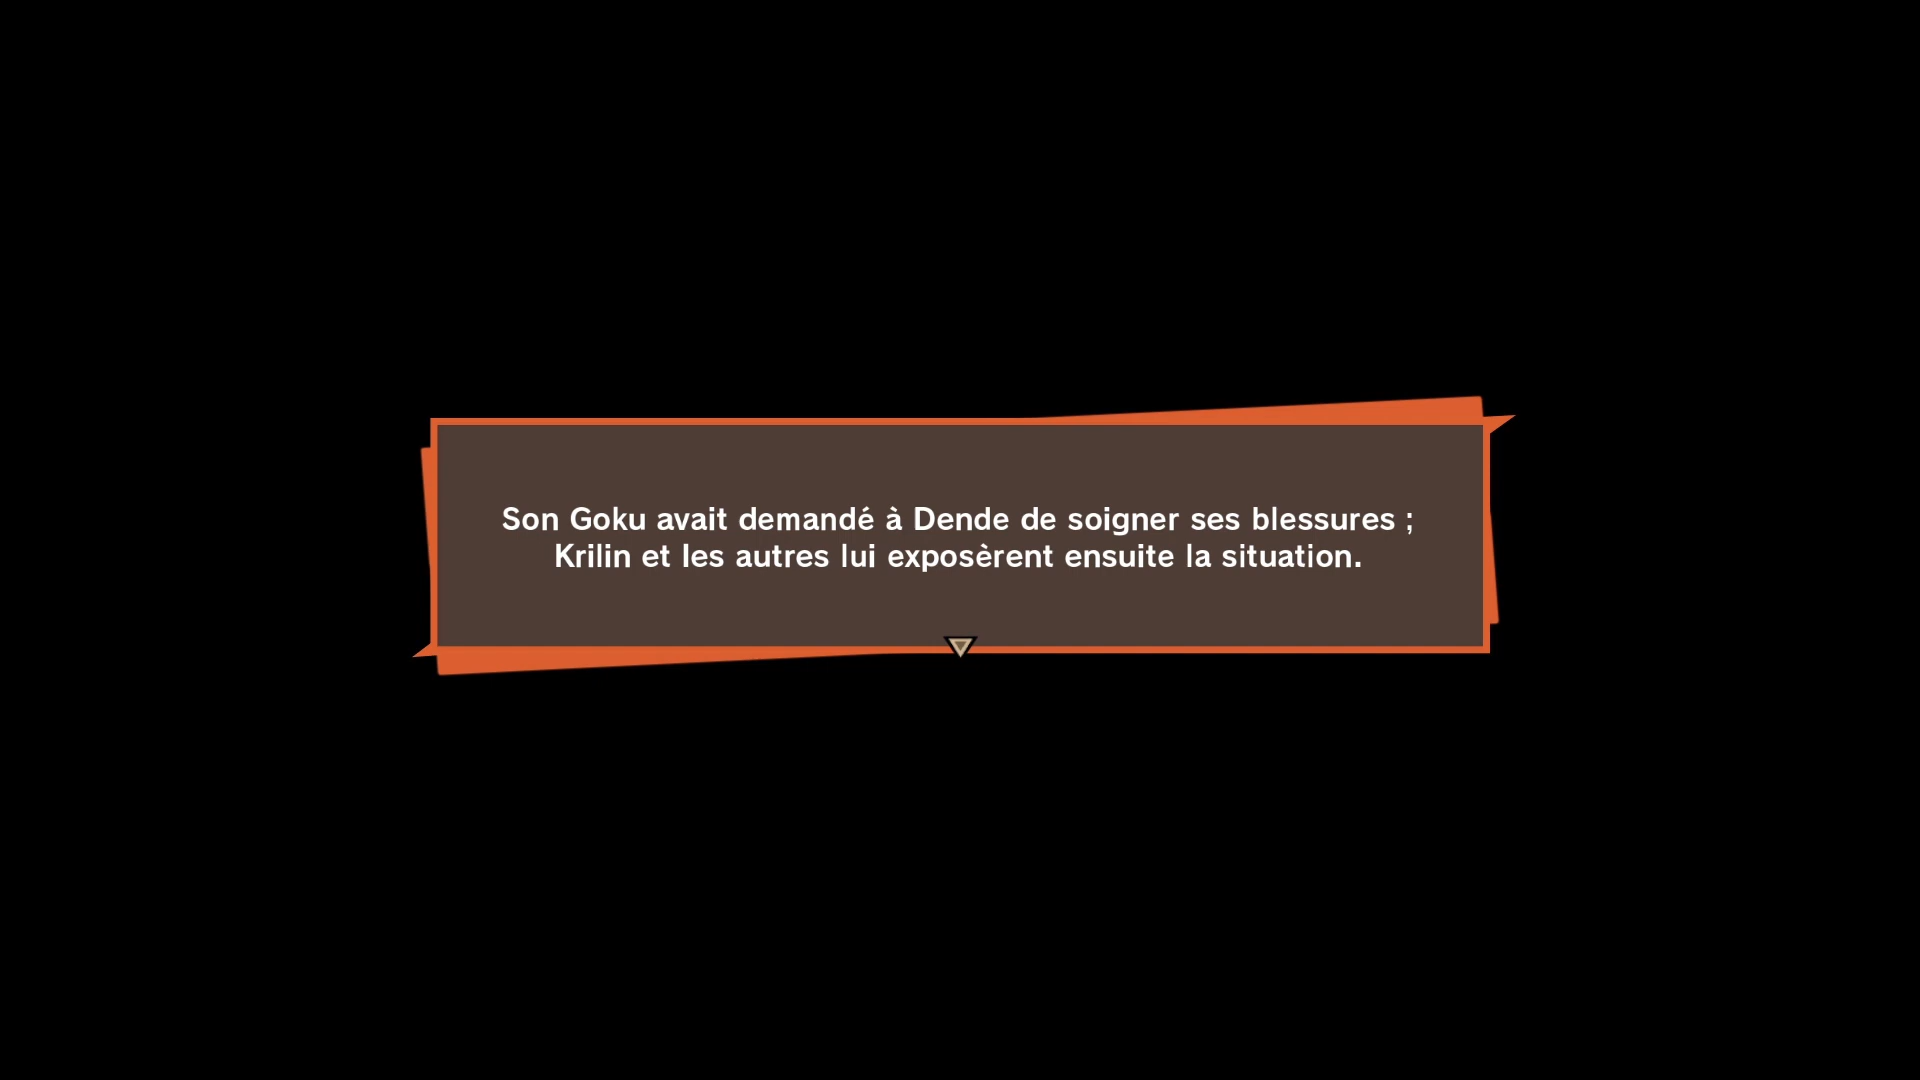 Son Goku avait demandé à Dende de soigner ses blessures ;
Krilin et les autres lui exposèrent ensuite la situation.